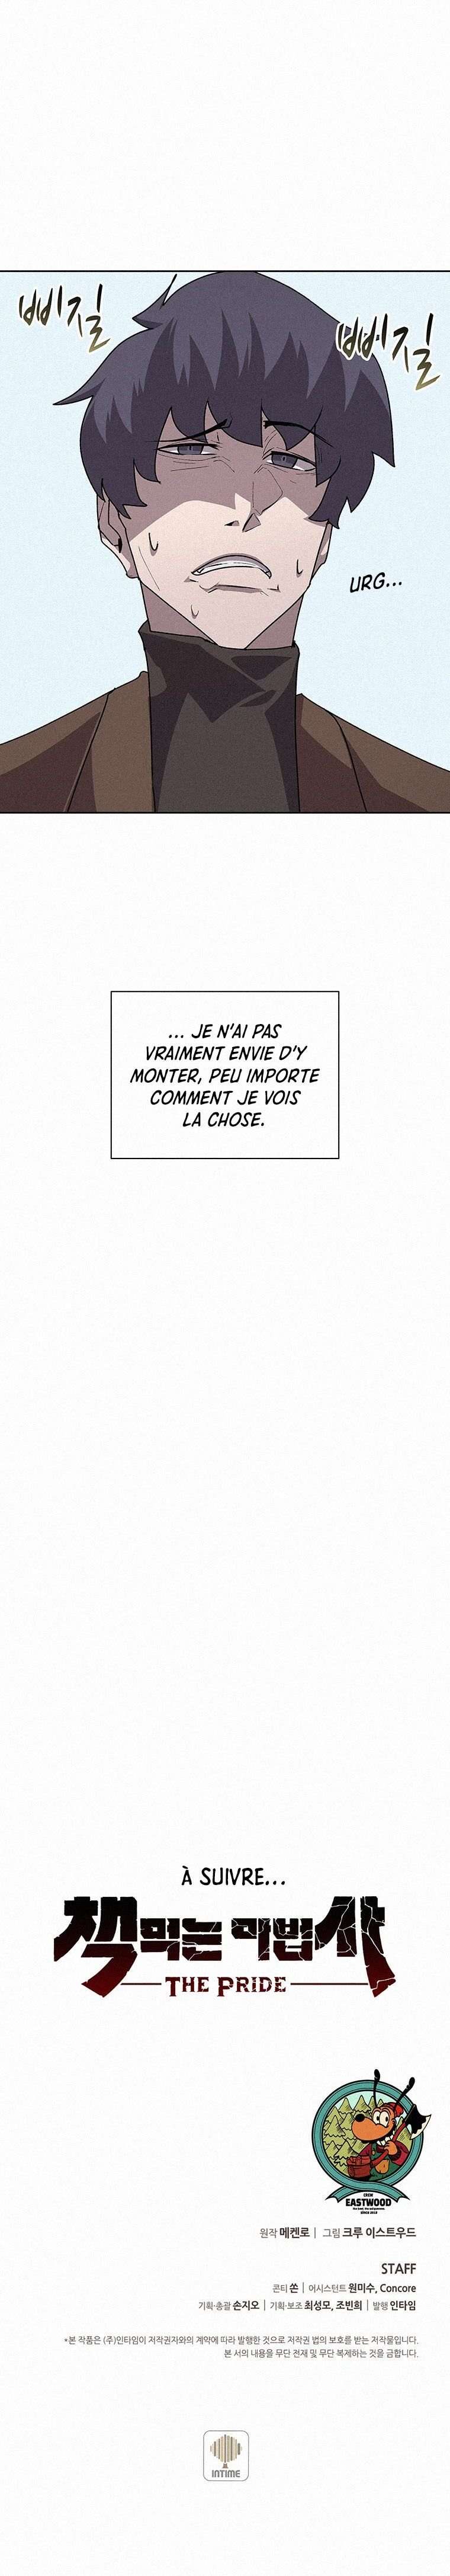 삐질
삐질
URG...
... JE N'AI PAS
VRAIMENT ENVIE D'Y
MONTER, PEU IMPORTE
COMMENT JE VOIS
LA CHOSE.
À SUIVRE...
책 먹는 마법사
THE PRIDE
CREW
EASTWOOD
SINCE 2019
원작 메켄로 | 그림 크루 이스트우드
STAFF
콘티 쏜 | 어시스턴트 원미수, Concore
기획·총괄 손지오 | 기획·보조 최성모, 조빈희 | 발행 인타임
*본 작품은 (주)인타임이 저작권자와의 계약에 따라 발행한 것으로 저작권 법의 보호를 받는 저작물입니다.
본 서의 내용을 무단 전재 및 무단 복제하는 것을 금합니다.
INTIME